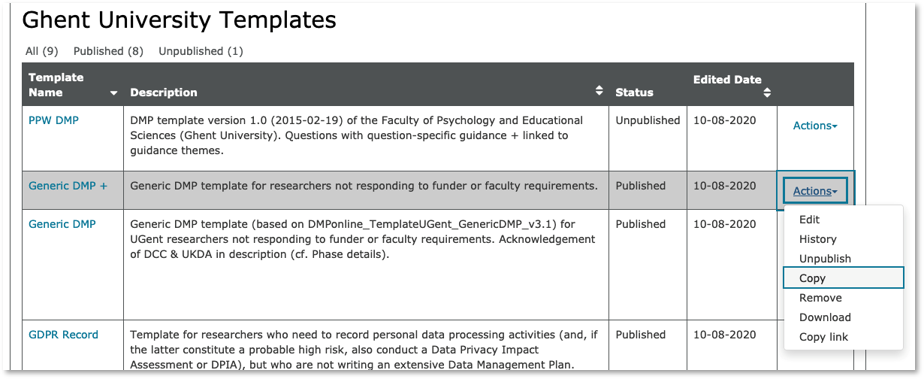 Ghent University Templates
All (9) Published (8) Unpublished (1)
Template Name Description Status Edited Date
PPW DMP DMP template version 1.0 (2015-02-19) of the Faculty of Psychology and Educational Unpublished 10-08-2020 Actions
Sciences (Ghent University). Questions with question-specific guidance + linked to
guidance themes.
Generic DMP + Generic DMP template for researchers not responding to funder or faculty requirements. Published 10-08-2020 Actions
Generic DMP Generic DMP template (based on DMPonline_TemplateUGent_GenericDMP_v3.1) for Published 10-08-2020
UGent researchers not responding to funder or faculty requirements. Acknowledgement
of DCC & UKDA in description (cf. Phase details).
Edit
History
Unpublish
Copy
Remove
Download
Copy link
GDPR Record Template for researchers who need to record personal data processing activities (and, if Published 10-08-2020
the latter constitute a probable high risk, also conduct a Data Privacy Impact
Assessment or DPIA), but who are not writing an extensive Data Management Plan.